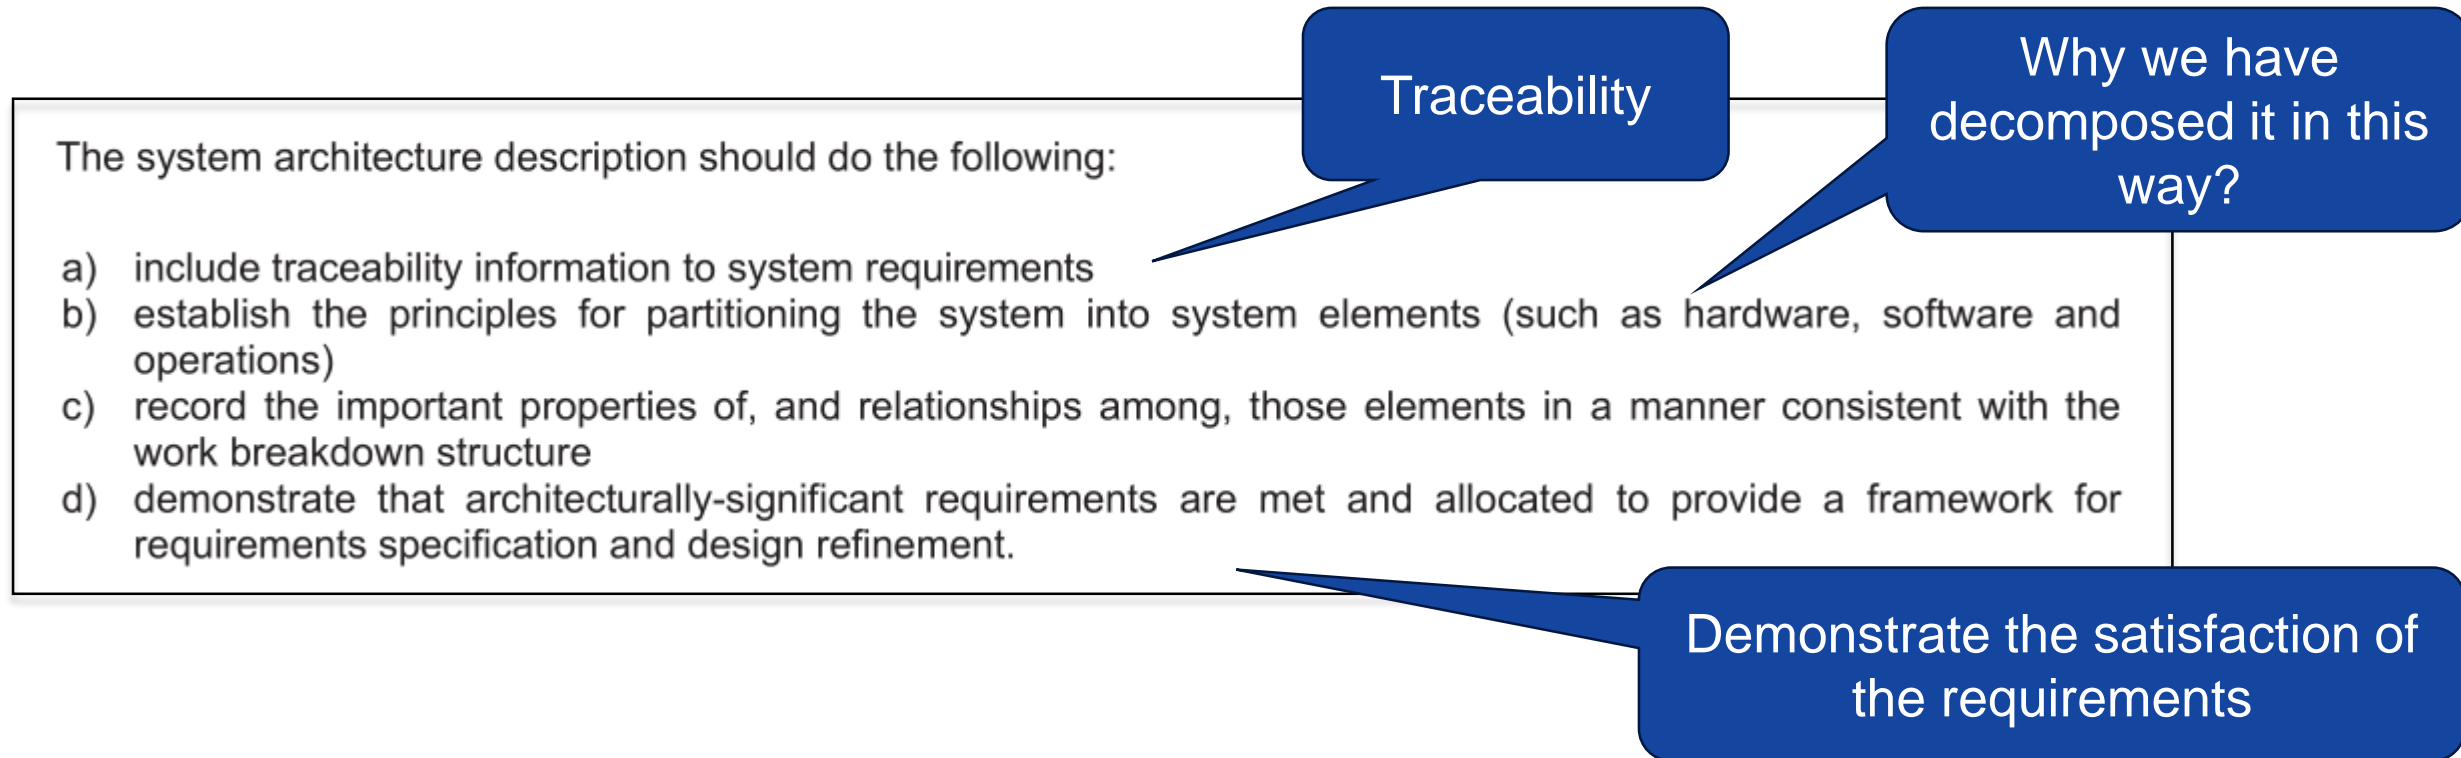 Traceability
Why we have
decomposed it in this
way?
The system architecture description should do the following:
a) include traceability information to system requirements
b) establish the principles for partitioning the system into system elements (such as hardware, software and
operations)
c) record the important properties of, and relationships among, those elements in a manner consistent with the
work breakdown structure
d) demonstrate that architecturally-significant requirements are met and allocated to provide a framework for
requirements specification and design refinement.
Demonstrate the satisfaction of
the requirements